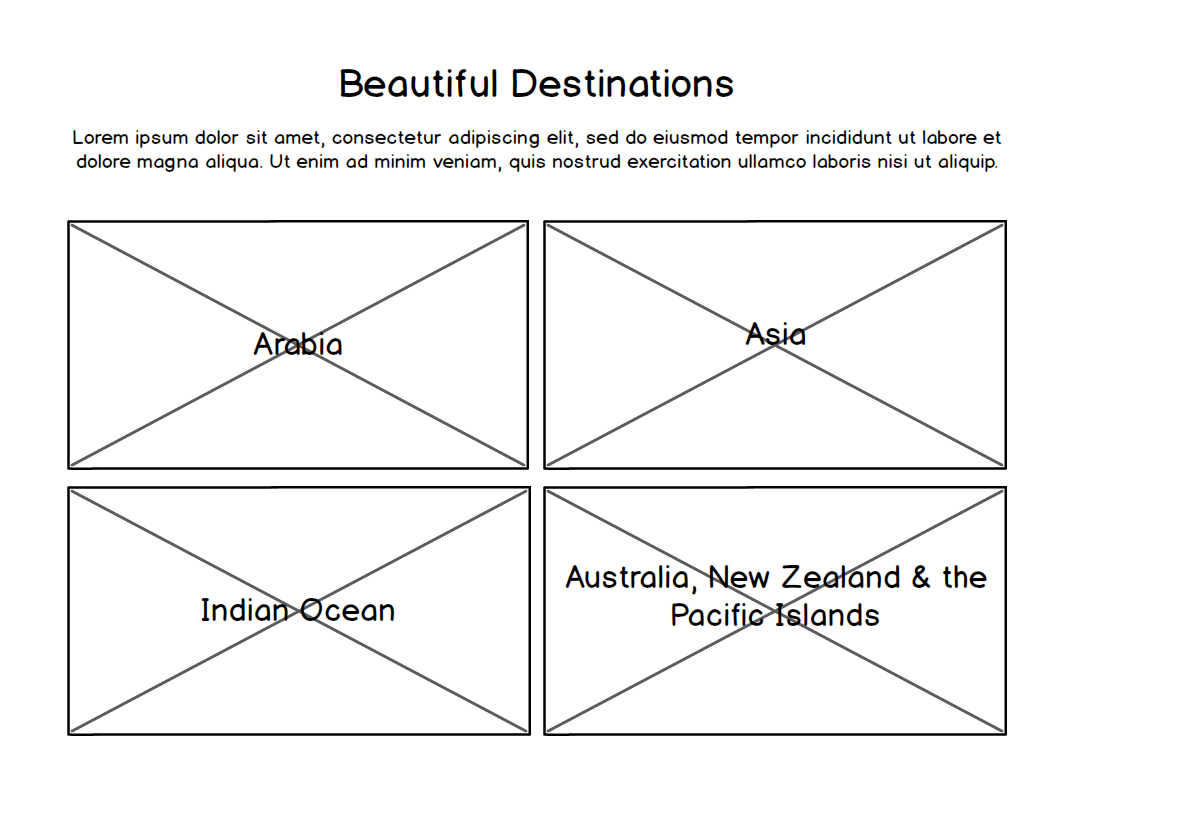 Beautiful Destinations
Lorem ipsum dolor sit amet, consectetur adipiscing elit, sed do eiusmod tempor incididunt ut labore et
dolore magna aliqua. Ut enim ad minim veniam, quis nostrud exercitation ullamco laboris nisi ut aliquip.
Arabia
Asia
Indian Ocean
Australia, New Zealand & the
Pacific Islands